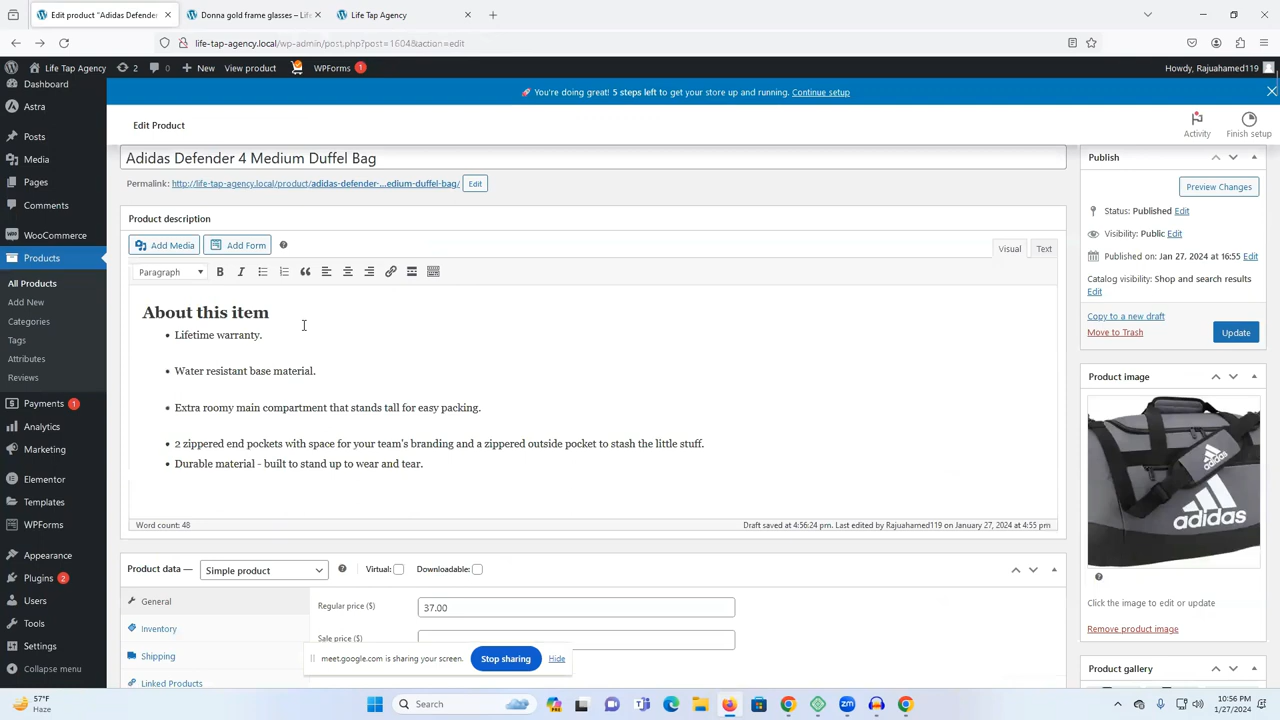 Edit product "Adidas Defender
Donna gold frame glasses – Life
Life Tap Agency
life-tap-agency.local/wp-admin/post.php?post=1604&action=edit
Life Tap Agency
2
0
New
View product
WPForms
1
Howdy, Rajuahamed119
Dashboard
Astra
Posts
Media
Pages
Comments
WooCommerce
Products
All Products
Add New
Categories
Tags
Attributes
Reviews
Payments 1
Analytics
Marketing
Elementor
Templates
WPForms
Appearance
Plugins 2
Users
Tools
Settings
Collapse menu
You're doing great! 5 steps left to get your store up and running. Continue setup
Edit Product
Activity
Finish setup
Adidas Defender 4 Medium Duffel Bag
Permalink: http://life-tap-agency.local/product/adidas-defender-...edium-duffel-bag/ Edit
Product description
Add Media
Add Form
Visual
Text
Paragraph
About this item
• Lifetime warranty.
• Water resistant base material.
• Extra roomy main compartment that stands tall for easy packing.
• 2 zippered end pockets with space for your team's branding and a zippered outside pocket to stash the little stuff.
• Durable material - built to stand up to wear and tear.
Word count: 48
Draft saved at 4:56:24 pm. Last edited by Rajuahamed119 on January 27, 2024 at 4:55 pm
Product data —
Simple product
Virtual:
Downloadable:
General
Inventory
Shipping
Linked Products
Regular price ($)
37.00
Sale price ($)
meet.google.com is sharing your screen.
Stop sharing
Hide
Publish
Preview Changes
Status: Published Edit
Visibility: Public Edit
Published on: Jan 27, 2024 at 16:55 Edit
Catalog visibility: Shop and search results
Edit
Copy to a new draft
Move to Trash
Update
Product image
adidas
Click the image to edit or update
Remove product image
Product gallery
57°F
Haze
Search
10:56 PM
1/27/2024